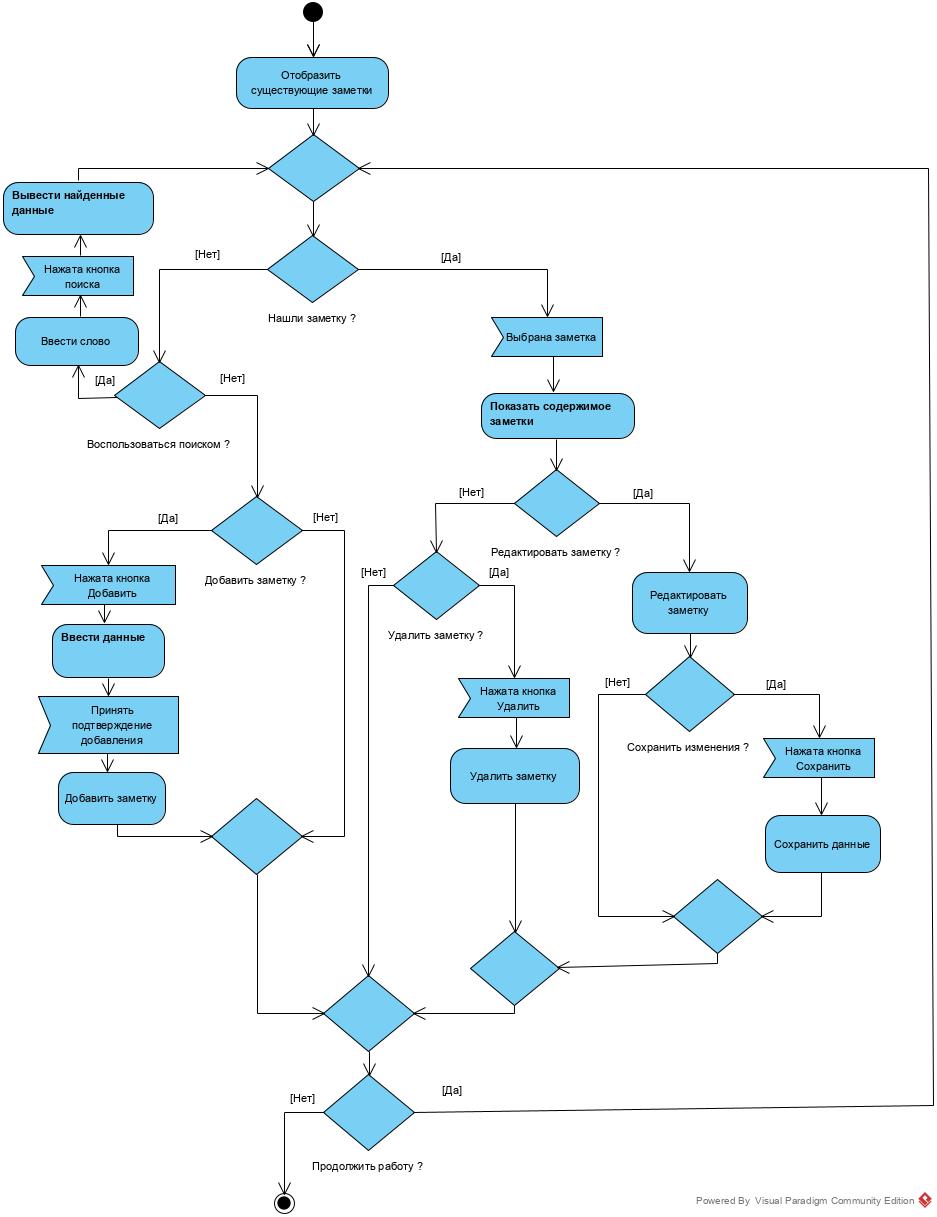 Отобразить
существующие заметки
Вывести найденные
данные
[Нет]
[Да]
Нажата кнопка
поиска
Нашли заметку ?
Выбрана заметка
Ввести слово
[Да]
[Нет]
Показать содержимое
заметки
Воспользоваться поиском ?
[Нет]
[Да]
[Да]
[Нет]
Редактировать заметку ?
Нажата кнопка
Добавить
Добавить заметку ?
[Нет]
[Да]
Редактировать
заметку
Ввести данные
Удалить заметку ?
[Нет]
[Да]
Нажата кнопка
Удалить
Принять
подтверждение
добавления
Сохранить изменения ?
Нажата кнопка
Сохранить
Удалить заметку
Добавить заметку
Сохранить данные
[Нет]
[Да]
Продолжить работу ?
Powered By Visual Paradigm Community Edition